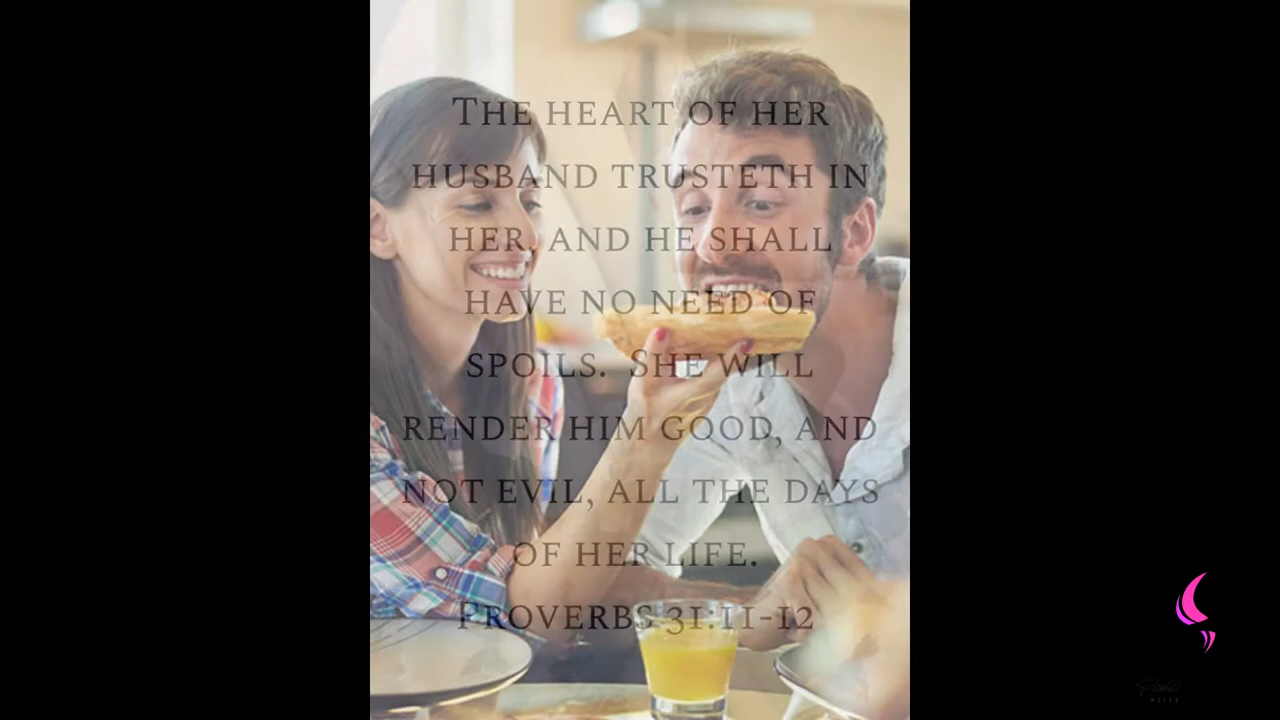 The heart of her
husband trusteth in
her, and he shall
have no need of
spoils. She will
render him good, and
not evil, all the days
of her life.
Proverbs 31:11-12